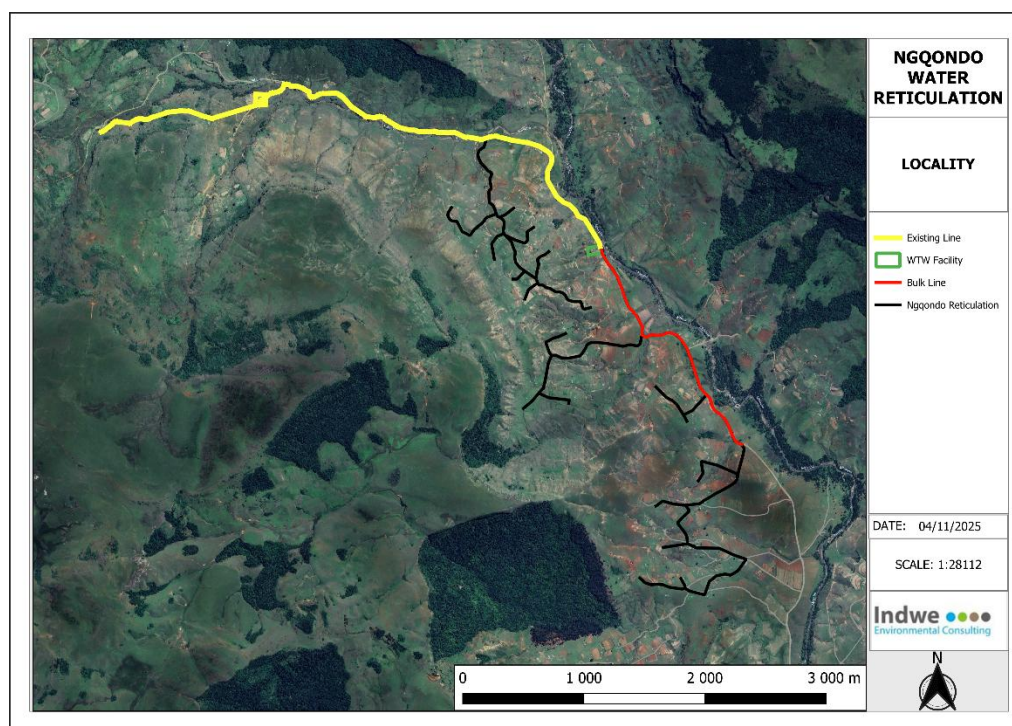 NGQONDO
WATER
RETICULATION
LOCALITY
Existing Line
WTW Facility
Bulk Line
Ngqondo Reticulation
DATE: 04/11/2025
SCALE: 1:28112
Indwe
Environmental Consulting
N
0 1 000 2 000 3 000 m